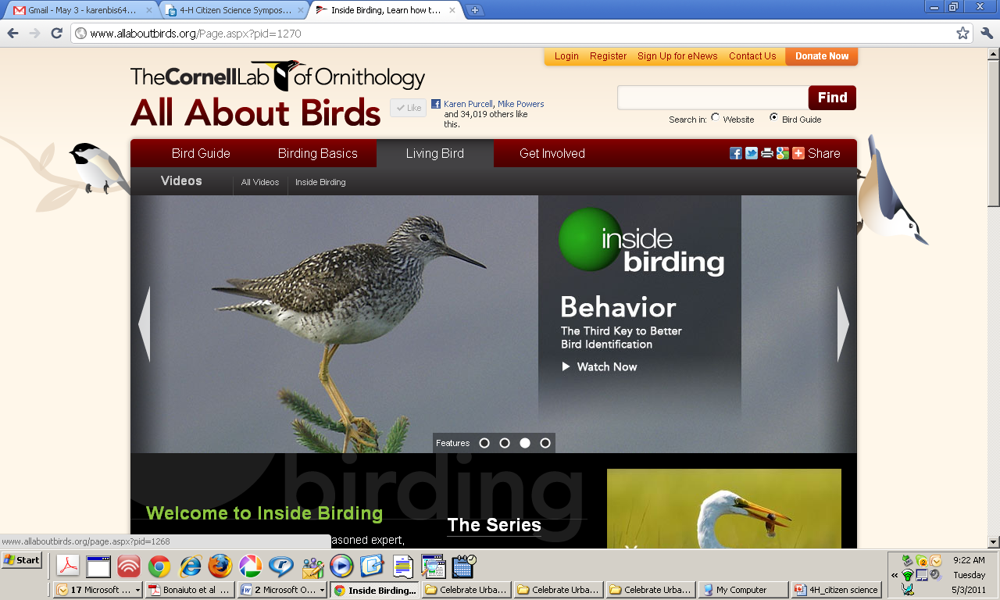 Gmail - May 3 - karenbis64...
4-H Citizen Science Sympos...
Inside Birding, Learn how t...
www.allaboutbirds.org/Page.aspx?pid=1270
Login Register Sign Up for eNews Contact Us Donate Now
TheCornellLab of Ornithology
All About Birds
Like
Karen Purcell, Mike Powers
and 34,019 others like
this.
Find
Search in: Website Bird Guide
Bird Guide Birding Basics Living Bird Get Involved Share
Videos All Videos Inside Birding
inside
birding
Behavior
The Third Key to Better
Bird Identification
Watch Now
Features
birding
Welcome to Inside Birding
The Series
asoned expert,
www.allaboutbirds.org/page.aspx?pid=1268
Start
9:22 AM
Tuesday
5/3/2011
17 Microsoft ...
Bonaiuto et al ...
2 Microsoft O...
Inside Birding...
Celebrate Urba...
Celebrate Urba...
Celebrate Urba...
My Computer
4H_citizen science